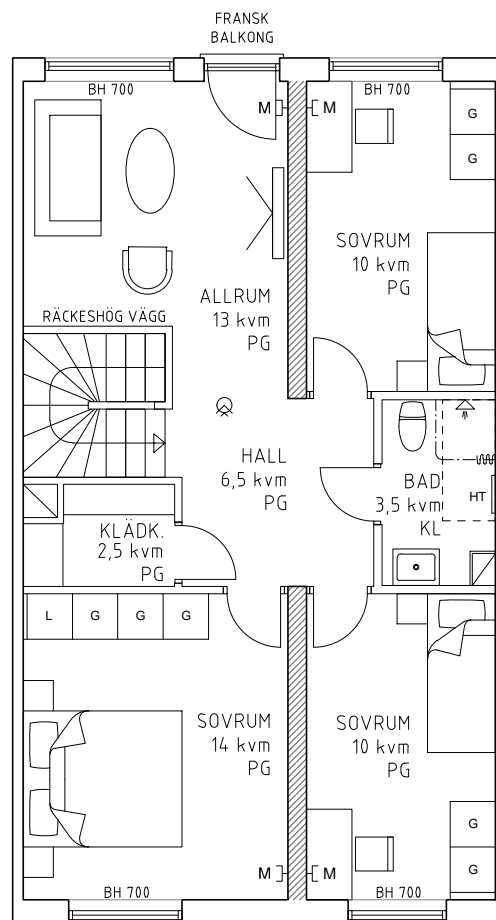 FRANSK
BALKONG
BH 700
BH 700
M
M
G
G
SOVRUM
10 kvm
PG
ALLRUM
13 kvm
PG
RÄCKESHÖG VÄGG
HALL
6,5 kvm
PG
BAD
3,5 kvm
KL
HT
KLÄDK.
2,5 kvm
PG
L
G
G
G
SOVRUM
14 kvm
PG
SOVRUM
10 kvm
PG
G
G
M
M
BH 700
BH 700